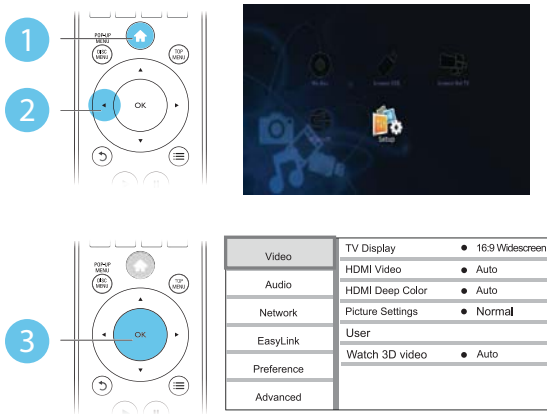 1
POP-UP
MENU
DISC
MENU
TOP
MENU
2
OK
Setup
3
POP-UP
MENU
DISC
MENU
TOP
MENU
OK
Video
Audio
Network
EasyLink
Preference
Advanced
TV Display ● 16:9 Widescreen
HDMI Video ● Auto
HDMI Deep Color ● Auto
Picture Settings ● Normal
User
Watch 3D video ● Auto